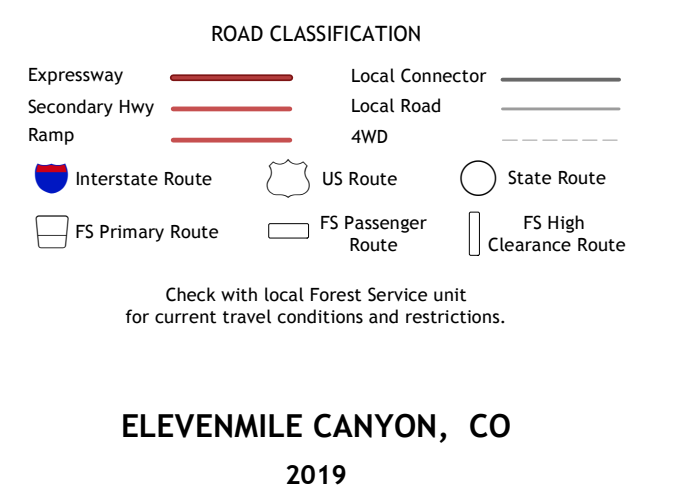 ROAD CLASSIFICATION
Expressway
Local Connector
Secondary Hwy
Local Road
Ramp
4WD
Interstate Route
US Route
State Route
FS Primary Route
FS Passenger
Route
FS High
Clearance Route
Check with local Forest Service unit
for current travel conditions and restrictions.
ELEVENMILE CANYON,  CO
2019